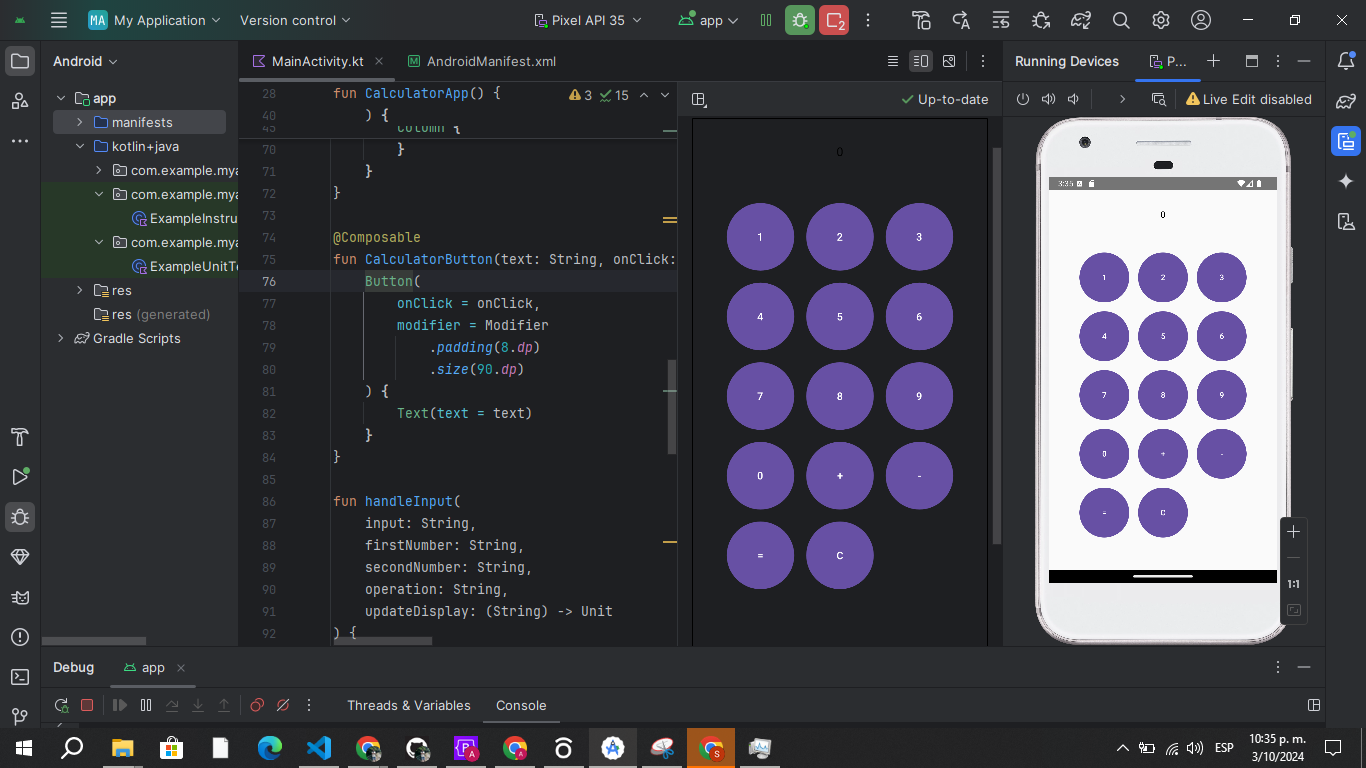 MA My Application Version control Pixel API 35 app 2
Android
MainActivity.kt AndroidManifest.xml
Running Devices P...
app
manifests
kotlin+java
com.example.mya
com.example.mya
ExampleInstru
com.example.mya
ExampleUnitTe
res
res (generated)
Gradle Scripts
3 15
28 fun CalculatorApp() {
40 ) {
43 Column {
70 }
71 }
72 }
73
74 @Composable
75 fun CalculatorButton(text: String, onClick:
76 Button(
77 onClick = onClick,
78 modifier = Modifier
79 .padding(8.dp)
80 .size(90.dp)
81 ) {
82 Text(text = text)
83 }
84 }
85
86 fun handleInput(
87 input: String,
88 firstNumber: String,
89 secondNumber: String,
90 operation: String,
91 updateDisplay: (String) -> Unit
92 ) {
Up-to-date
0
1 2 3
4 5 6
7 8 9
0 + -
= C
Live Edit disabled
3:35
0
1 2 3
4 5 6
7 8 9
0 + -
= C
1:1
Debug app
Threads & Variables Console
ESP 10:35 p. m.
3/10/2024